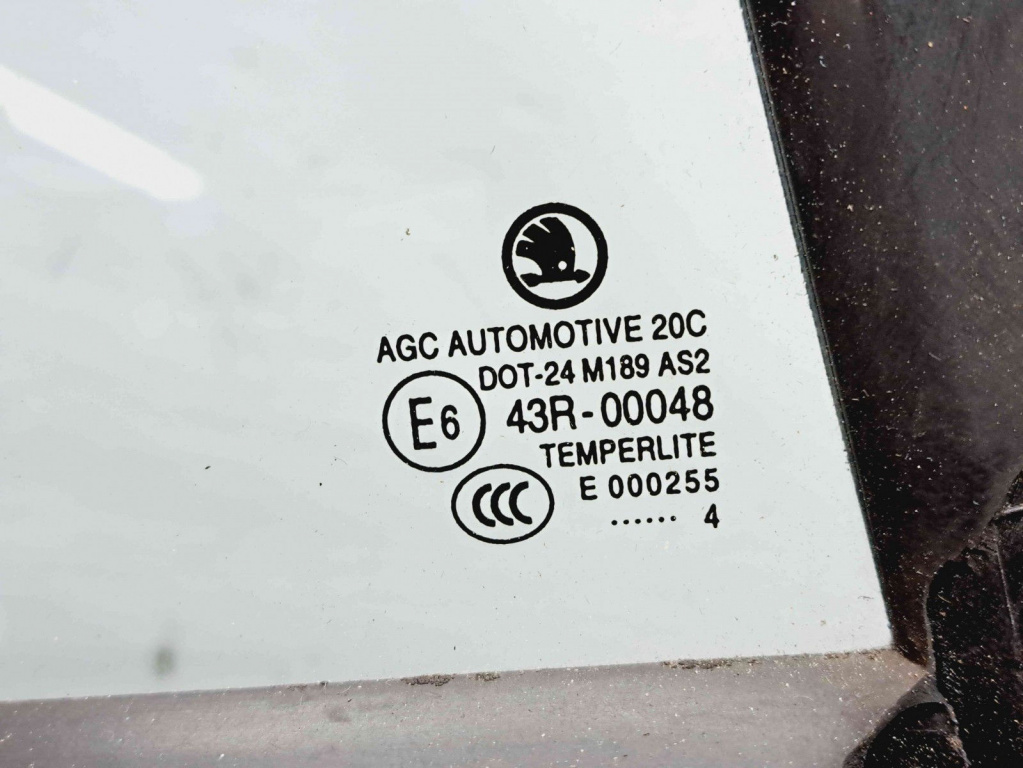 AGC AUTOMOTIVE 20C
DOT-24 M189 AS2
E6 43R-00048
TEMPERLITE
CCC E 000255
...... 4